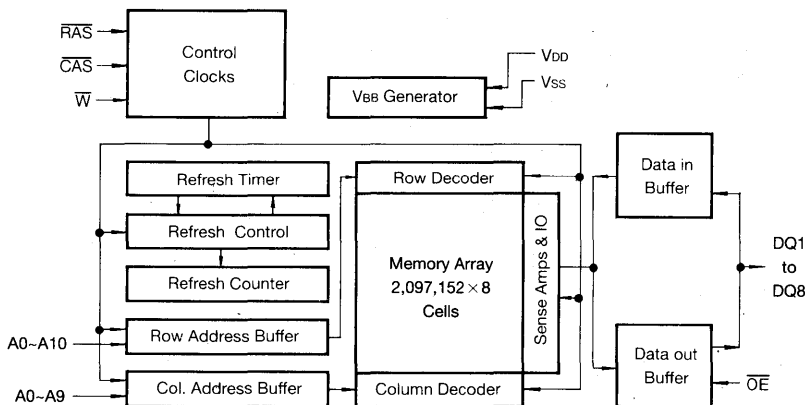 RAS
CAS
W
Control
Clocks
VBB Generator
VDD
VSS
Refresh Timer
Refresh Control
Refresh Counter
Row Address Buffer
Col. Address Buffer
A0~A10
A0~A9
Row Decoder
Memory Array
2,097,152×8
Cells
Column Decoder
Sense Amps & IO
Data in
Buffer
Data out
Buffer
DQ1
to
DQ8
OE